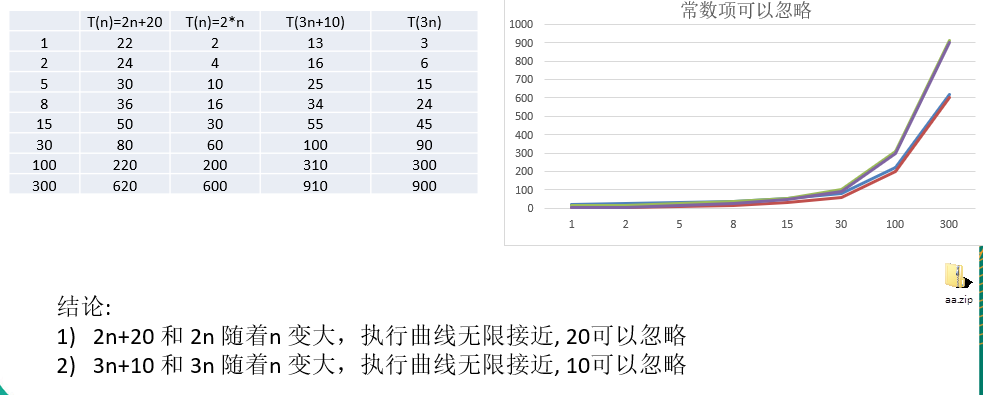 T(n)=2n+20 T(n)=2*n T(3n+10) T(3n)
1 22 2 13 3
2 24 4 16 6
5 30 10 25 15
8 36 16 34 24
15 50 30 55 45
30 80 60 100 90
100 220 200 310 300
300 620 600 910 900
常数项可以忽略
1000
900
800
700
600
500
400
300
200
100
0
1 2 5 8 15 30 100 300
aa.zip
结论:
1) 2n+20 和 2n 随着n 变大，执行曲线无限接近, 20可以忽略
2) 3n+10 和 3n 随着n 变大，执行曲线无限接近, 10可以忽略